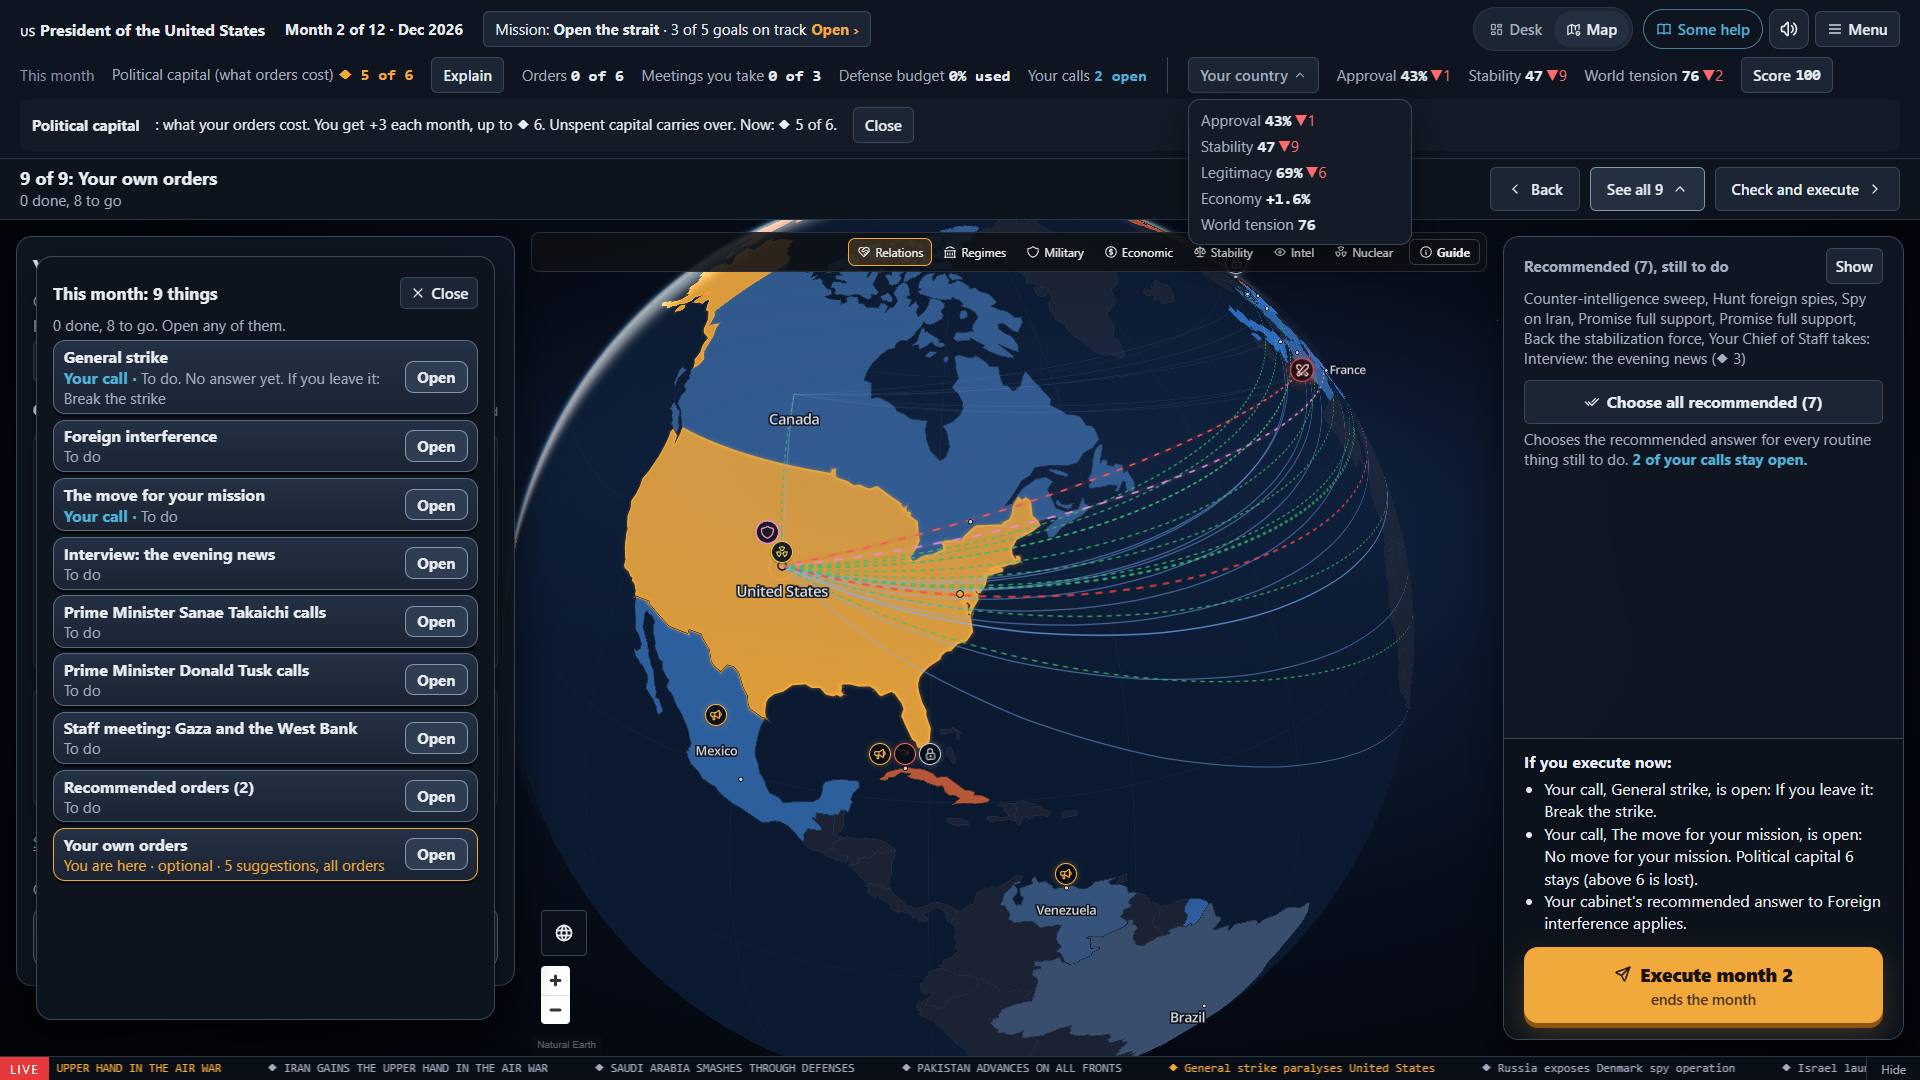 US President of the United States
Month 2 of 12 · Dec 2026
Mission: Open the strait · 3 of 5 goals on track Open ›
Desk
Map
Some help
Menu
This month
Political capital (what orders cost) ◆ 5 of 6
Explain
Orders 0 of 6
Meetings you take 0 of 3
Defense budget 0% used
Your calls 2 open
Your country
Approval 43% ▼1
Stability 47 ▼9
World tension 76 ▼2
Score 100
Political capital : what your orders cost. You get +3 each month, up to ◆ 6. Unspent capital carries over. Now: ◆ 5 of 6.
Close
Approval 43% ▼1
Stability 47 ▼9
Legitimacy 69% ▼6
Economy +1.6%
World tension 76
9 of 9: Your own orders
0 done, 8 to go
Back
See all 9
Check and execute
This month: 9 things
Close
0 done, 8 to go. Open any of them.
General strike
Your call · To do. No answer yet. If you leave it:
Break the strike
Open
Foreign interference
To do
Open
The move for your mission
Your call · To do
Open
Interview: the evening news
To do
Open
Prime Minister Sanae Takaichi calls
To do
Open
Prime Minister Donald Tusk calls
To do
Open
Staff meeting: Gaza and the West Bank
To do
Open
Recommended orders (2)
To do
Open
Your own orders
You are here · optional · 5 suggestions, all orders
Open
Relations
Regimes
Military
Economic
Stability
Intel
Nuclear
Guide
France
Canada
United States
Mexico
Venezuela
Brazil
+
−
Natural Earth
Recommended (7), still to do
Show
Counter-intelligence sweep, Hunt foreign spies, Spy
on Iran, Promise full support, Promise full support,
Back the stabilization force, Your Chief of Staff takes:
Interview: the evening news (◆ 3)
Choose all recommended (7)
Chooses the recommended answer for every routine
thing still to do. 2 of your calls stay open.
If you execute now:
• Your call, General strike, is open: If you leave it:
Break the strike.
• Your call, The move for your mission, is open:
No move for your mission. Political capital 6
stays (above 6 is lost).
• Your cabinet's recommended answer to Foreign
interference applies.
Execute month 2
ends the month
LIVE
UPPER HAND IN THE AIR WAR ◆ IRAN GAINS THE UPPER HAND IN THE AIR WAR ◆ SAUDI ARABIA SMASHES THROUGH DEFENSES ◆ PAKISTAN ADVANCES ON ALL FRONTS ◆ General strike paralyses United States ◆ Russia exposes Denmark spy operation ◆ Israel
Hide